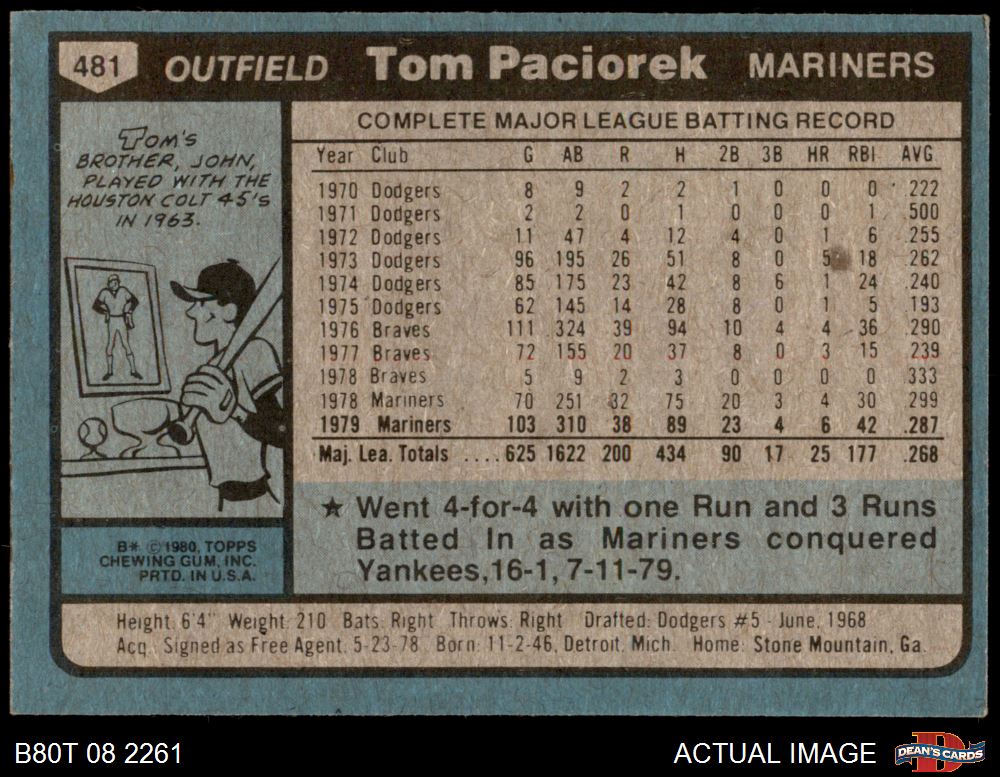 481 OUTFIELD Tom Paciorek MARINERS
TOM'S
BROTHER, JOHN,
PLAYED WITH THE
HOUSTON COLT 45'S
IN 1963.
COMPLETE MAJOR LEAGUE BATTING RECORD
Year Club G AB R H 2B 3B HR RBI AVG.
1970 Dodgers 8 9 2 2 1 0 0 0 .222
1971 Dodgers 2 2 0 1 0 0 0 1 .500
1972 Dodgers 11 47 4 12 4 0 1 6 .255
1973 Dodgers 96 195 26 51 8 0 5 18 .262
1974 Dodgers 85 175 23 42 8 6 1 24 .240
1975 Dodgers 62 145 14 28 8 0 1 5 .193
1976 Braves 111 324 39 94 10 4 4 36 .290
1977 Braves 72 155 20 37 8 0 3 15 .239
1978 Braves 5 9 2 3 0 0 0 0 .333
1978 Mariners 70 251 32 75 20 3 4 30 .299
1979 Mariners 103 310 38 89 23 4 6 42 .287
Maj. Lea. Totals ....625 1622 200 434 90 17 25 177 .268
★ Went 4-for-4 with one Run and 3 Runs
Batted In as Mariners conquered
Yankees,16-1, 7-11-79.
B* © 1980, TOPPS
CHEWING GUM, INC.
PRTD. IN U.S.A.
Height: 6'4" Weight: 210 Bats: Right Throws: Right Drafted: Dodgers #5 - June, 1968
Acq.: Signed as Free Agent, 5-23-78 Born: 11-2-46, Detroit, Mich. Home: Stone Mountain, Ga.
B80T 08 2261 ACTUAL IMAGE DEAN'S CARDS